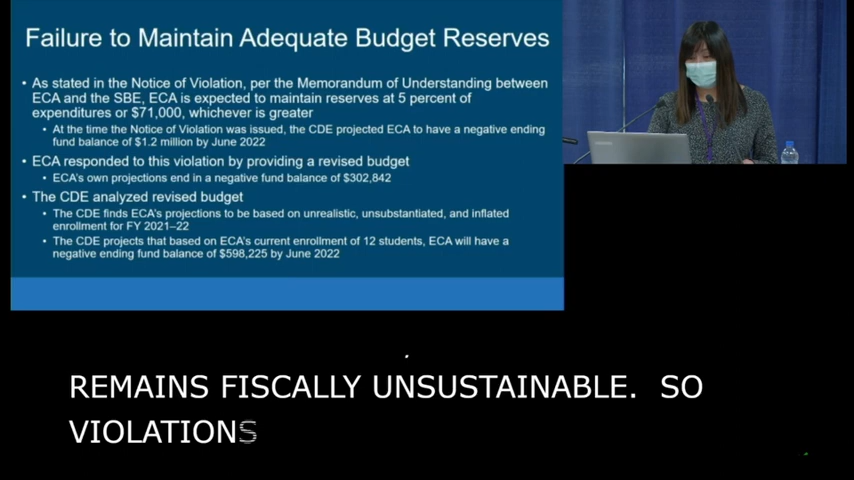 Failure to Maintain Adequate Budget Reserves
• As stated in the Notice of Violation, per the Memorandum of Understanding between
ECA and the SBE, ECA is expected to maintain reserves at 5 percent of
expenditures or $71,000, whichever is greater
• At the time the Notice of Violation was issued, the CDE projected ECA to have a negative ending
fund balance of $1.2 million by June 2022
• ECA responded to this violation by providing a revised budget
• ECA's own projections end in a negative fund balance of $302,842
• The CDE analyzed revised budget
• The CDE finds ECA's projections to be based on unrealistic, unsubstantiated, and inflated
enrollment for FY 2021–22
• The CDE projects that based on ECA's current enrollment of 12 students, ECA will have a
negative ending fund balance of $598,225 by June 2022
REMAINS FISCALLY UNSUSTAINABLE. SO
VIOLATIONS